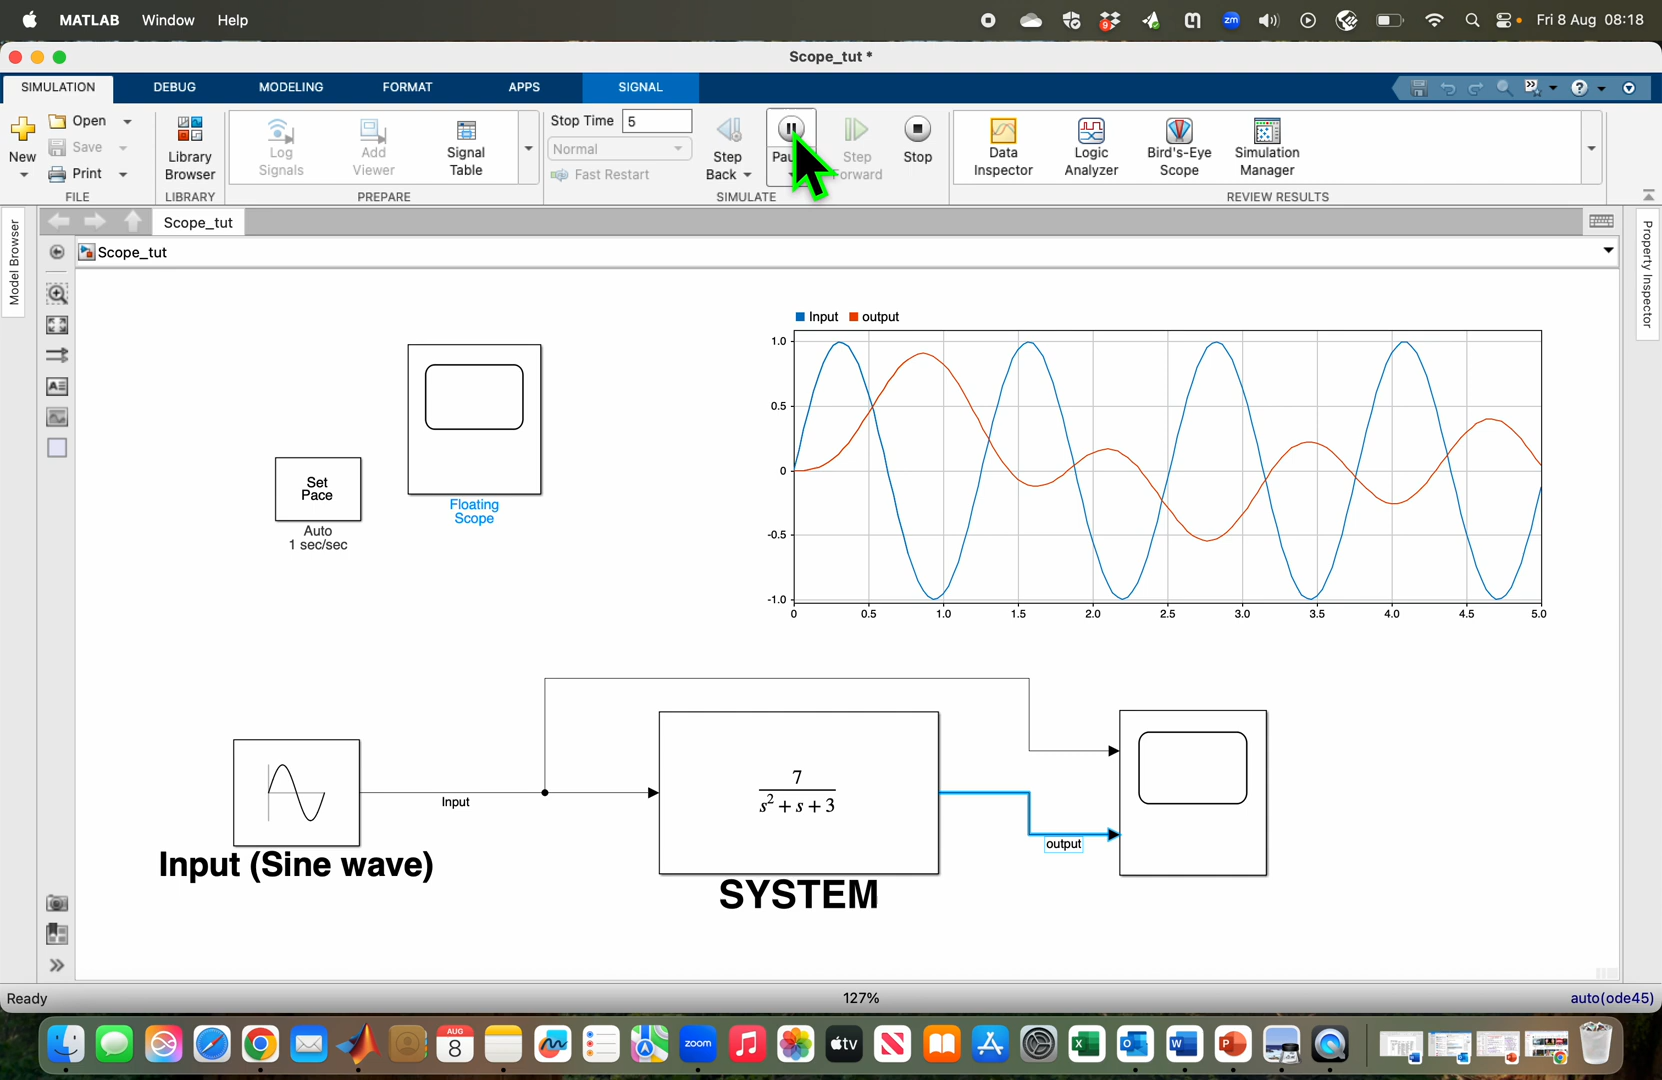 MATLAB Window Help
9
zm
Fri 8 Aug 08:18
Scope_tut *
SIMULATION DEBUG MODELING FORMAT APPS SIGNAL
?
New
Open
Save
Print
FILE
Library
Browser
LIBRARY
Log
Signals
Add
Viewer
Signal
Table
PREPARE
Stop Time 5
Normal
Fast Restart
Step
Back
Step
Stop
SIMULATE
Data
Inspector
Logic
Analyzer
Bird's-Eye
Scope
Simulation
Manager
REVIEW RESULTS
Scope_tut
Scope_tut
Model Browser
Property Inspector
Input output
1.0
0.5
0
-0.5
-1.0
0 0.5 1.0 1.5 2.0 2.5 3.0 3.5 4.0 4.5 5.0
Set
Pace
Auto
1 sec/sec
Floating
Scope
Input
Input (Sine wave)
7
s² + s + 3
SYSTEM
output
Ready 127% auto(ode45)
AUG
8
zoom
tv